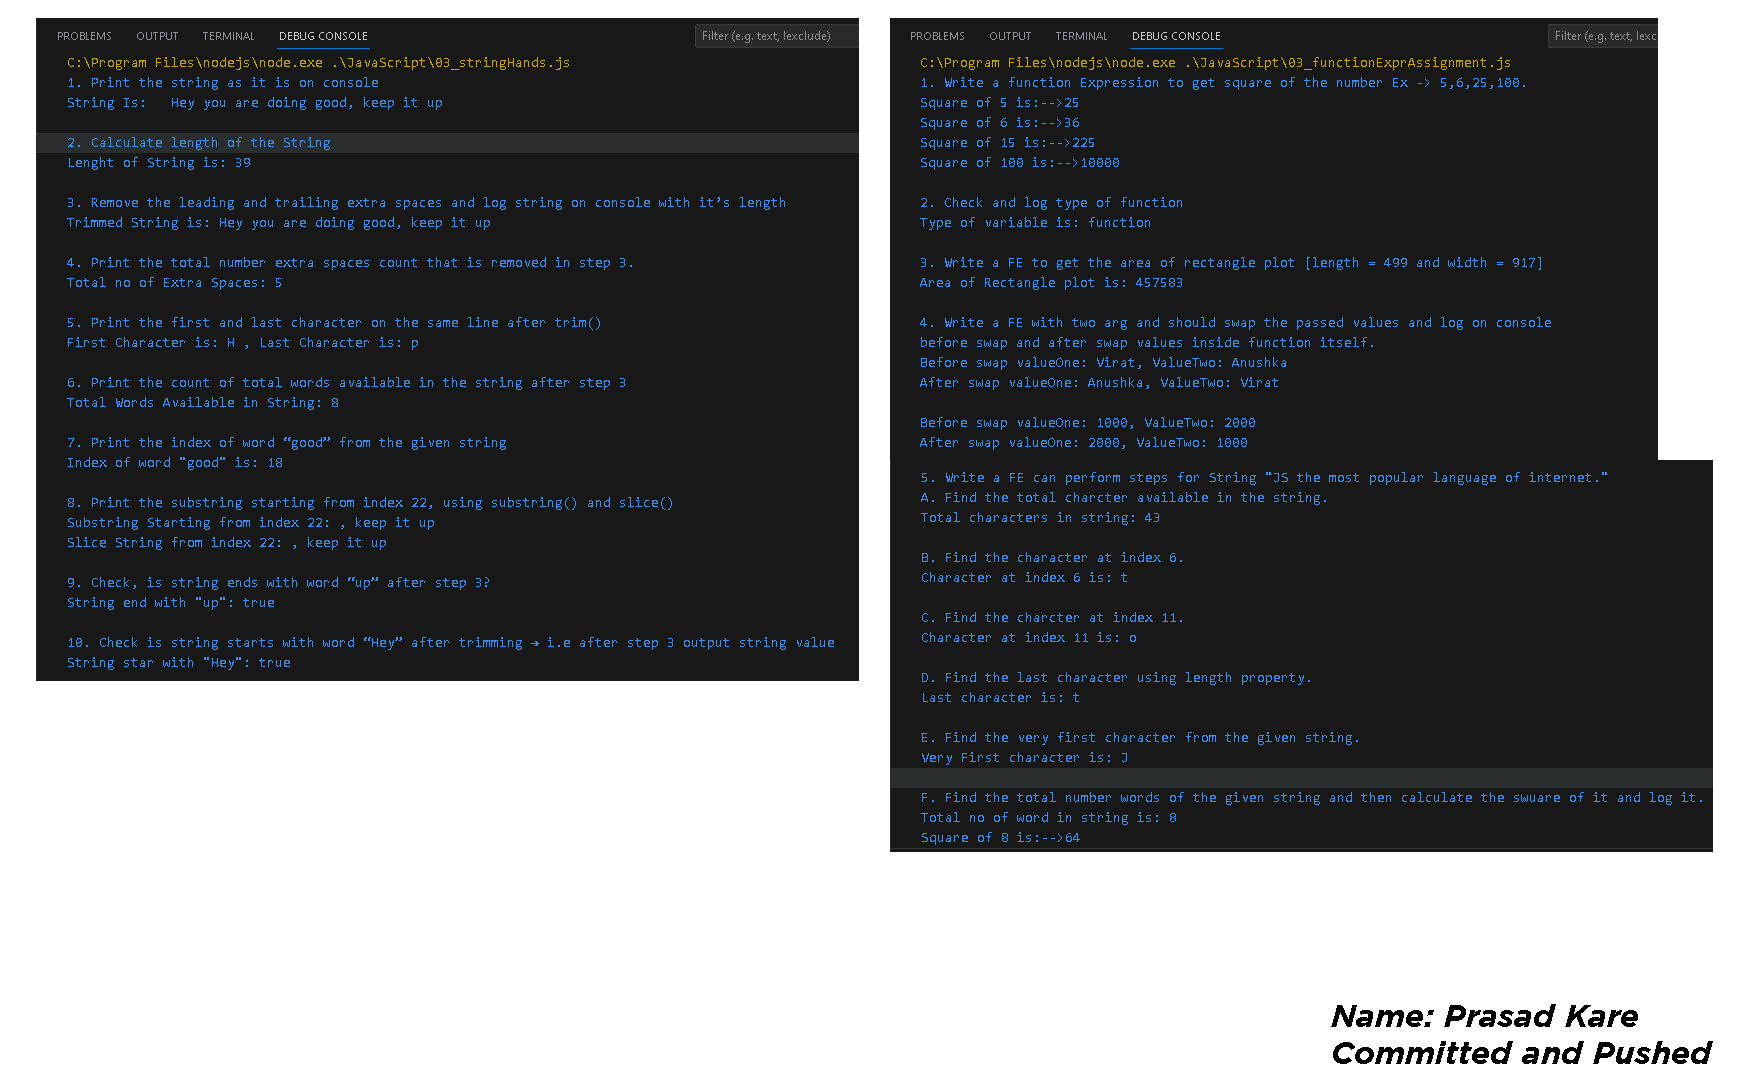 PROBLEMS OUTPUT TERMINAL DEBUG CONSOLE Filter (e.g. text, !exclude)
C:\Program Files\nodejs\node.exe .\JavaScript\03_stringHands.js
1. Print the string as it is on console
String Is:   Hey you are doing good, keep it up
2. Calculate length of the String
Lenght of String is: 39
3. Remove the leading and trailing extra spaces and log string on console with it’s length
Trimmed String is: Hey you are doing good, keep it up
4. Print the total number extra spaces count that is removed in step 3.
Total no of Extra Spaces: 5
5. Print the first and last character on the same line after trim()
First Character is: H , Last Character is: p
6. Print the count of total words available in the string after step 3
Total Words Available in String: 8
7. Print the index of word “good” from the given string
Index of word "good" is: 18
8. Print the substring starting from index 22, using substring() and slice()
Substring Starting from index 22: , keep it up
Slice String from index 22: , keep it up
9. Check, is string ends with word “up” after step 3?
String end with "up": true
10. Check is string starts with word “Hey” after trimming → i.e after step 3 output string value
String star with "Hey": true
PROBLEMS OUTPUT TERMINAL DEBUG CONSOLE Filter (e.g. text, !exc
C:\Program Files\nodejs\node.exe .\JavaScript\03_functionExprAssignment.js
1. Write a function Expression to get square of the number Ex -> 5,6,25,100.
Square of 5 is:-->25
Square of 6 is:-->36
Square of 15 is:-->225
Square of 100 is:-->10000
2. Check and log type of function
Type of variable is: function
3. Write a FE to get the area of rectangle plot [length = 499 and width = 917]
Area of Rectangle plot is: 457583
4. Write a FE with two arg and should swap the passed values and log on console
before swap and after swap values inside function itself.
Before swap valueOne: Virat, ValueTwo: Anushka
After swap valueOne: Anushka, ValueTwo: Virat
Before swap valueOne: 1000, ValueTwo: 2000
After swap valueOne: 2000, ValueTwo: 1000
5. Write a FE can perform steps for String "JS the most popular language of internet."
A. Find the total charcter available in the string.
Total characters in string: 43
B. Find the character at index 6.
Character at index 6 is: t
C. Find the charcter at index 11.
Character at index 11 is: o
D. Find the last character using length property.
Last character is: t
E. Find the very first character from the given string.
Very First character is: J
F. Find the total number words of the given string and then calculate the swuare of it and log it.
Total no of word in string is: 8
Square of 8 is:-->64
Name: Prasad Kare
Committed and Pushed